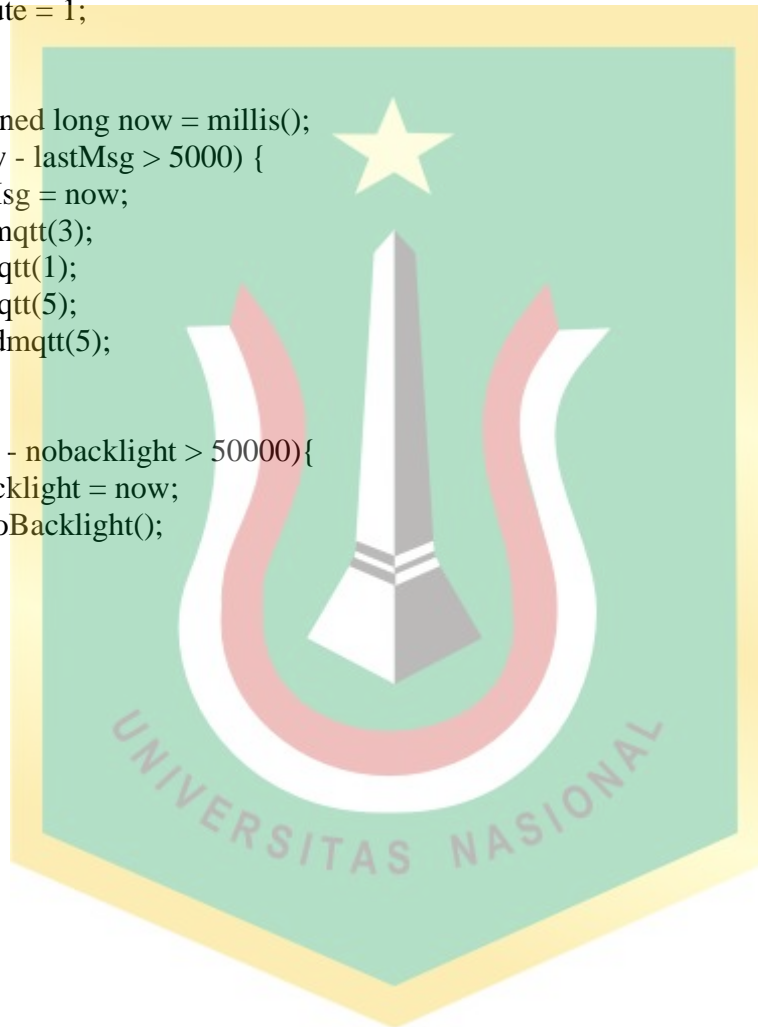 ute = 1;
ned long now = millis();
- lastMsg > 5000) {
sg = now;
mqtt(3);
qtt(1);
qtt(5);
dmqtt(5);
- nobacklight > 50000){
cklight = now;
oBacklight();
UNIVERSITAS NASIONAL